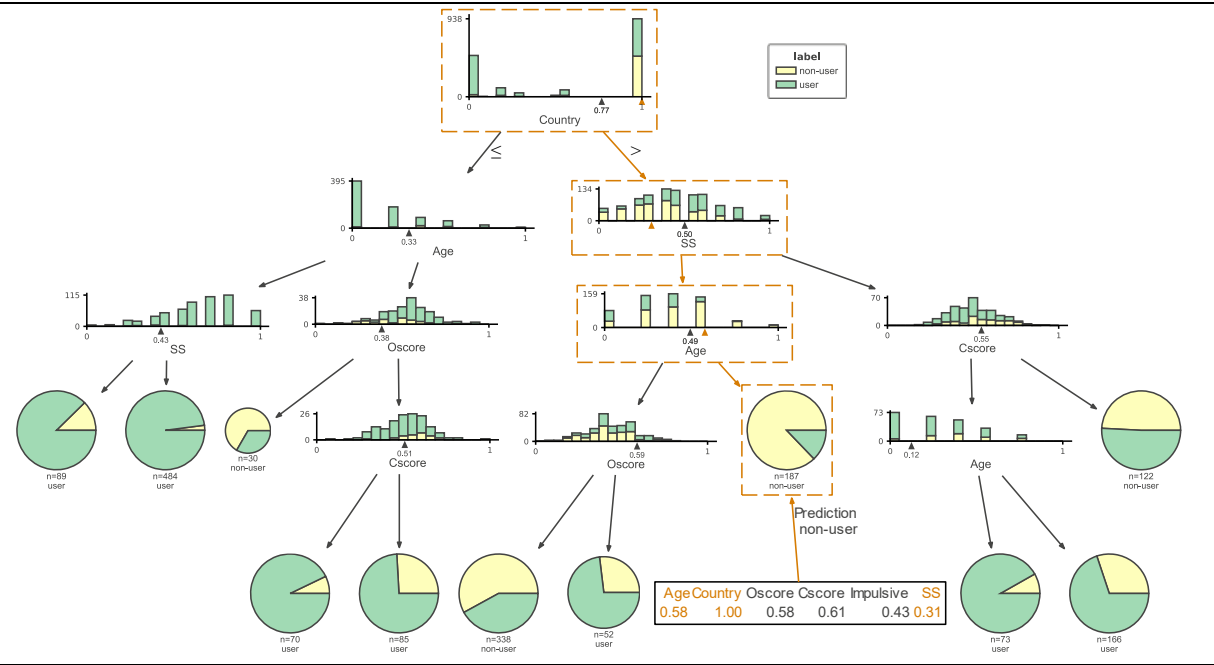 938
0
0
0.77
1
Country
label
non-user
user
≤
>
395
0
0
0.33
1
Age
134
0
0
0.50
1
SS
115
0
0
0.43
1
SS
38
0
0
0.38
1
Oscore
159
0
0
0.49
1
Age
70
0
0
0.55
1
Cscore
n=89
user
n=484
user
n=30
non-user
26
0
0
0.51
1
Cscore
82
0
0
0.59
1
Oscore
n=187
non-user
73
0
0
0.12
1
Age
n=122
non-user
Prediction
non-user
n=70
user
n=85
user
n=338
non-user
n=52
user
Age Country Oscore Cscore Impulsive SS
0.58 1.00 0.58 0.61 0.43 0.31
n=73
user
n=166
user